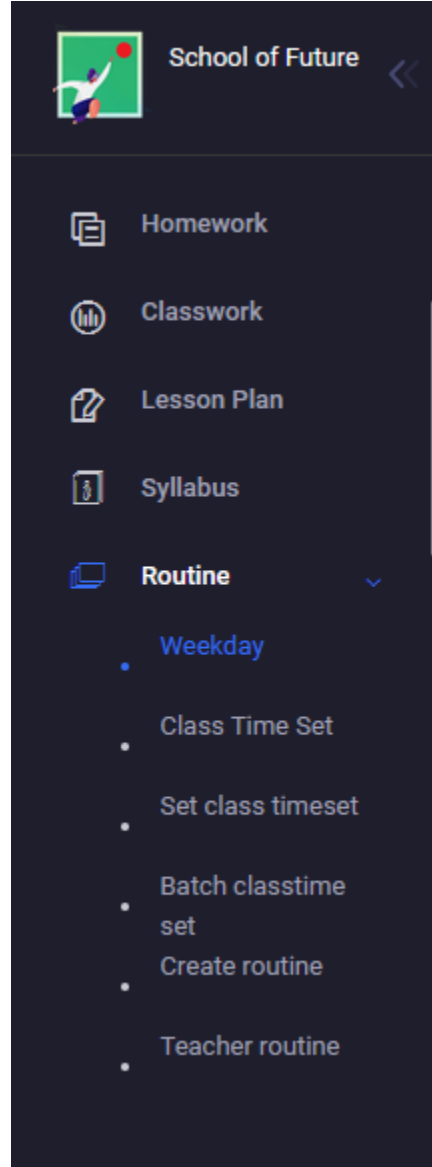 School of Future
Homework
Classwork
Lesson Plan
Syllabus
Routine
Weekday
Class Time Set
Set class timeset
Batch classtime
set
Create routine
Teacher routine